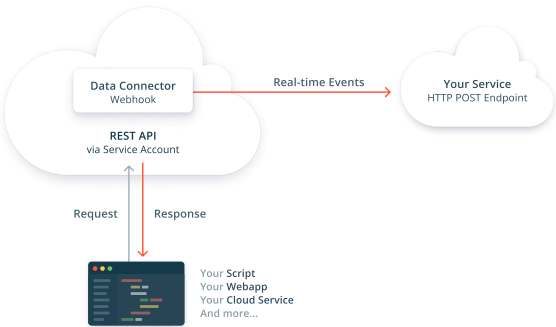 Data Connector
Webhook
Real-time Events
Your Service
HTTP POST Endpoint
REST API
via Service Account
Request
Response
Your Script
Your Webapp
Your Cloud Service
And more...